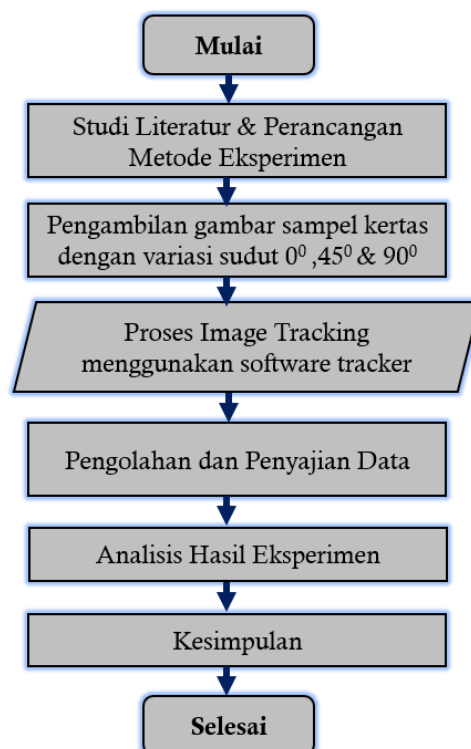 Mulai
Studi Literatur & Perancangan
Metode Eksperimen
Pengambilan gambar sampel kertas
dengan variasi sudut 0⁰ ,45⁰ & 90⁰
Proses Image Tracking
menggunakan software tracker
Pengolahan dan Penyajian Data
Analisis Hasil Eksperimen
Kesimpulan
Selesai